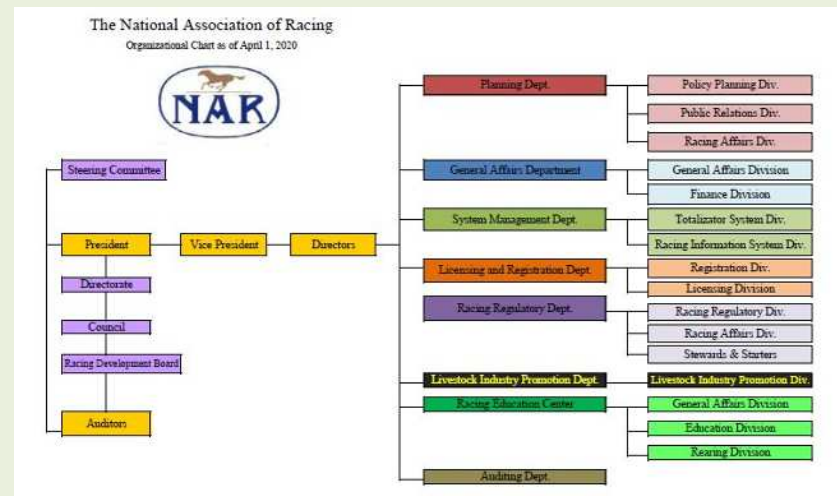 The National Association of Racing
Organizational Chart as of April 1, 2020
NAR
Steering Committee
President
Vice President
Directors
Directorate
Council
Racing Development Board
Auditors
Planning Dept.
Policy Planning Div.
Public Relations Div.
Racing Affairs Div.
General Affairs Department
General Affairs Division
Finance Division
System Management Dept.
Totalizator System Div.
Racing Information System Div.
Licensing and Registration Dept.
Registration Div.
Licensing Division
Racing Regulatory Dept.
Racing Regulatory Div.
Racing Affairs Div.
Stewards & Starters
Livestock Industry Promotion Dept.
Livestock Industry Promotion Div.
Racing Education Center
General Affairs Division
Education Division
Rearing Division
Auditing Dept.